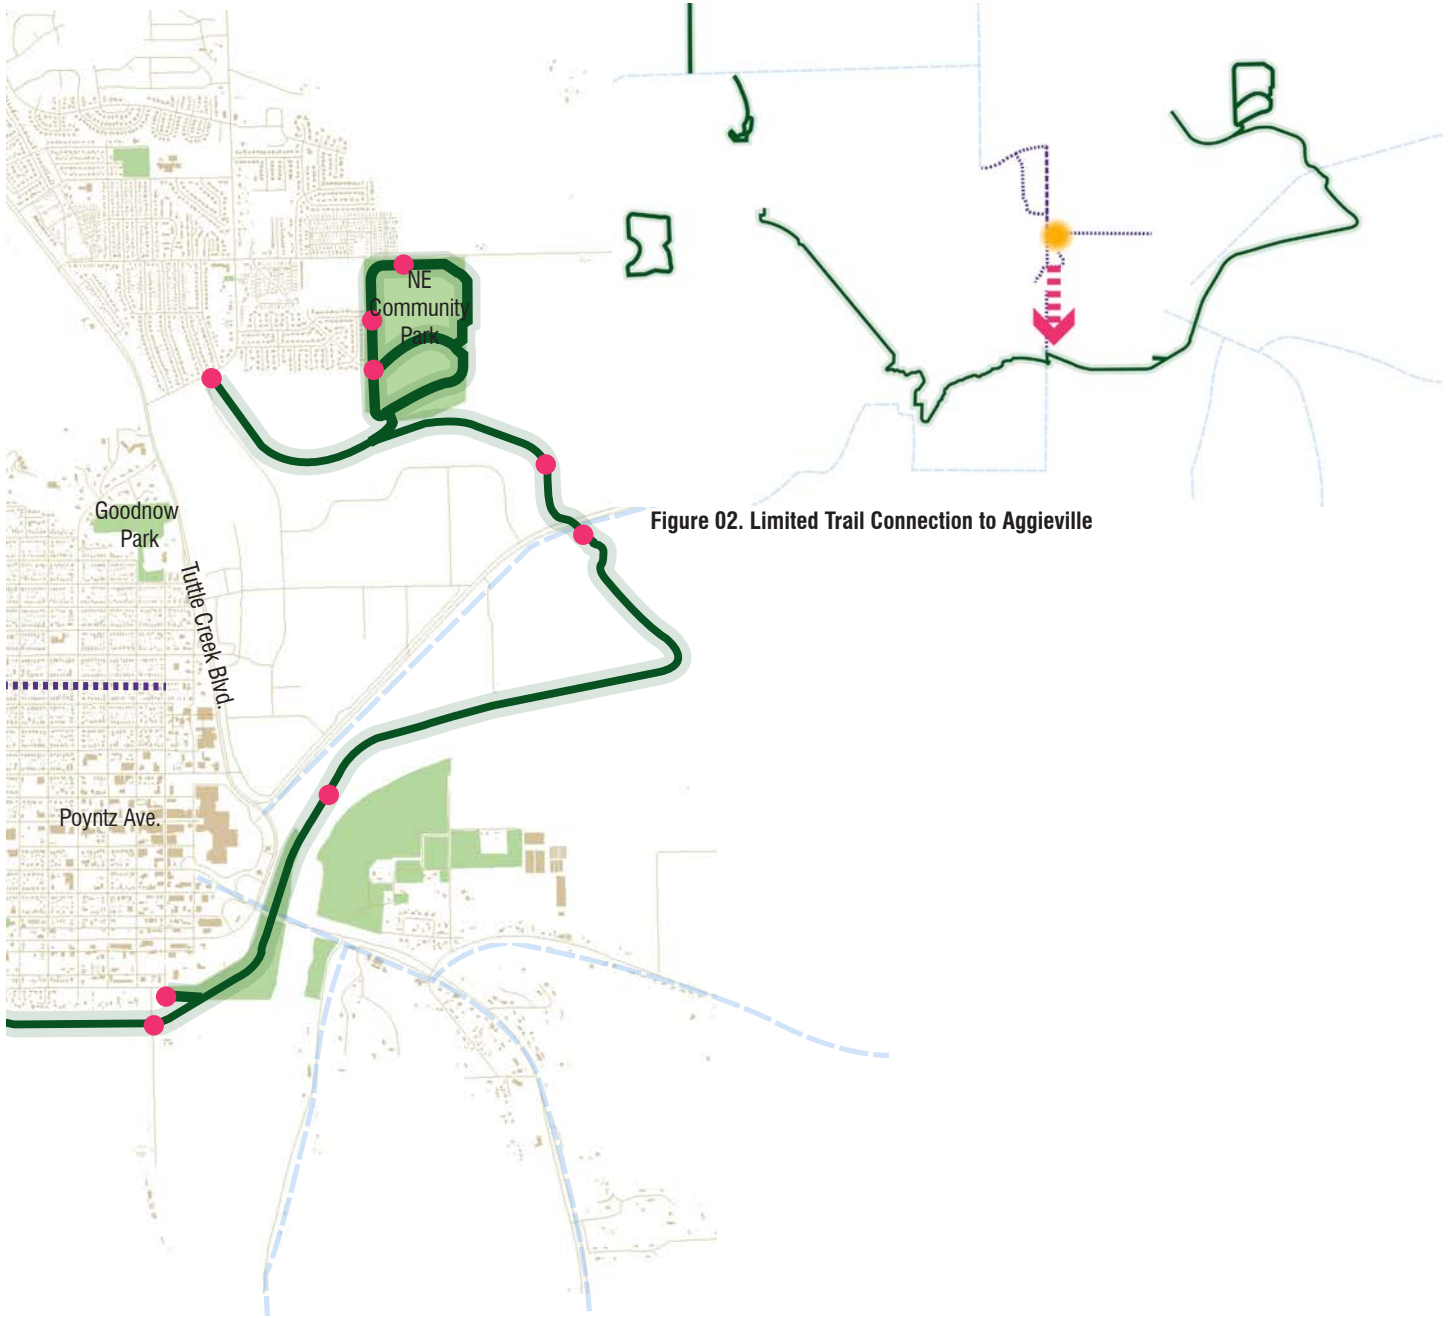 NE
Community
Park
Goodnow
Park
Figure 02. Limited Trail Connection to Aggieville
Tuttle Creek Blvd.
Poyntz Ave.